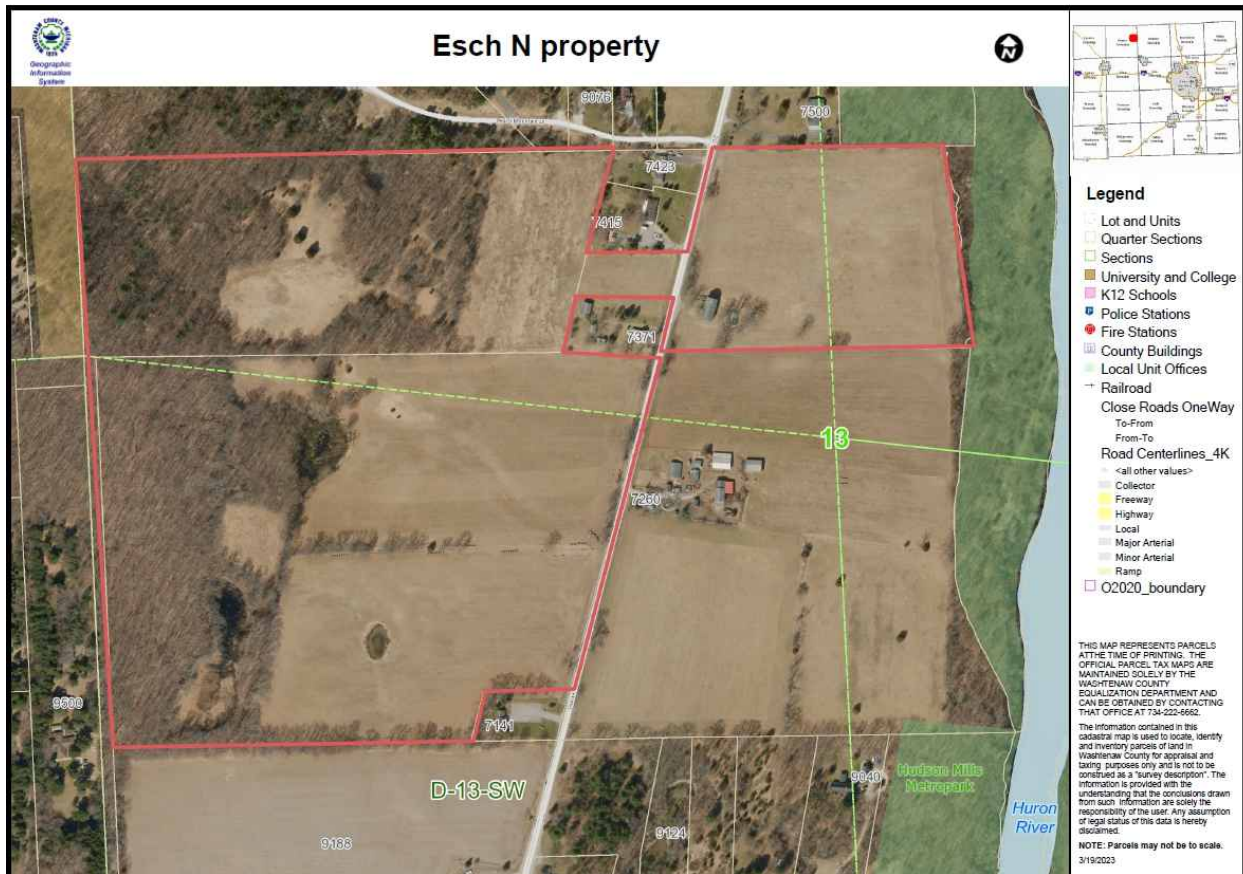 WASHTENAW COUNTY MICHIGAN
Geographic
Information
System
Esch N property
N
9076
7500
7423
7415
7371
13
7260
9500
7141
D-13-SW
9040
Hudson Mills
Metropark
Huron
River
9124
9188
Legend
Lot and Units
Quarter Sections
Sections
University and College
K12 Schools
Police Stations
Fire Stations
County Buildings
Local Unit Offices
Railroad
Close Roads OneWay
To-From
From-To
Road Centerlines_4K
<all other values>
Collector
Freeway
Highway
Local
Major Arterial
Minor Arterial
Ramp
O2020_boundary
THIS MAP REPRESENTS PARCELS
ATTHE TIME OF PRINTING. THE
OFFICIAL PARCEL TAX MAPS ARE
MAINTAINED SOLELY BY THE
WASHTENAW COUNTY
EQUALIZATION DEPARTMENT AND
CAN BE OBTAINED BY CONTACTING
THAT OFFICE AT 734-222-6662.
The information contained in this
cadastral map is used to locate, identify
and inventory parcels of land in
Washtenaw County for appraisal and
taxing purposes only and is not to be
construed as a "survey description". The
information is provided with the
understanding that the conclusions drawn
from such information are solely the
responsibility of the user. Any assumption
of legal status of this data is hereby
disclaimed.
NOTE: Parcels may not be to scale.
3/19/2023